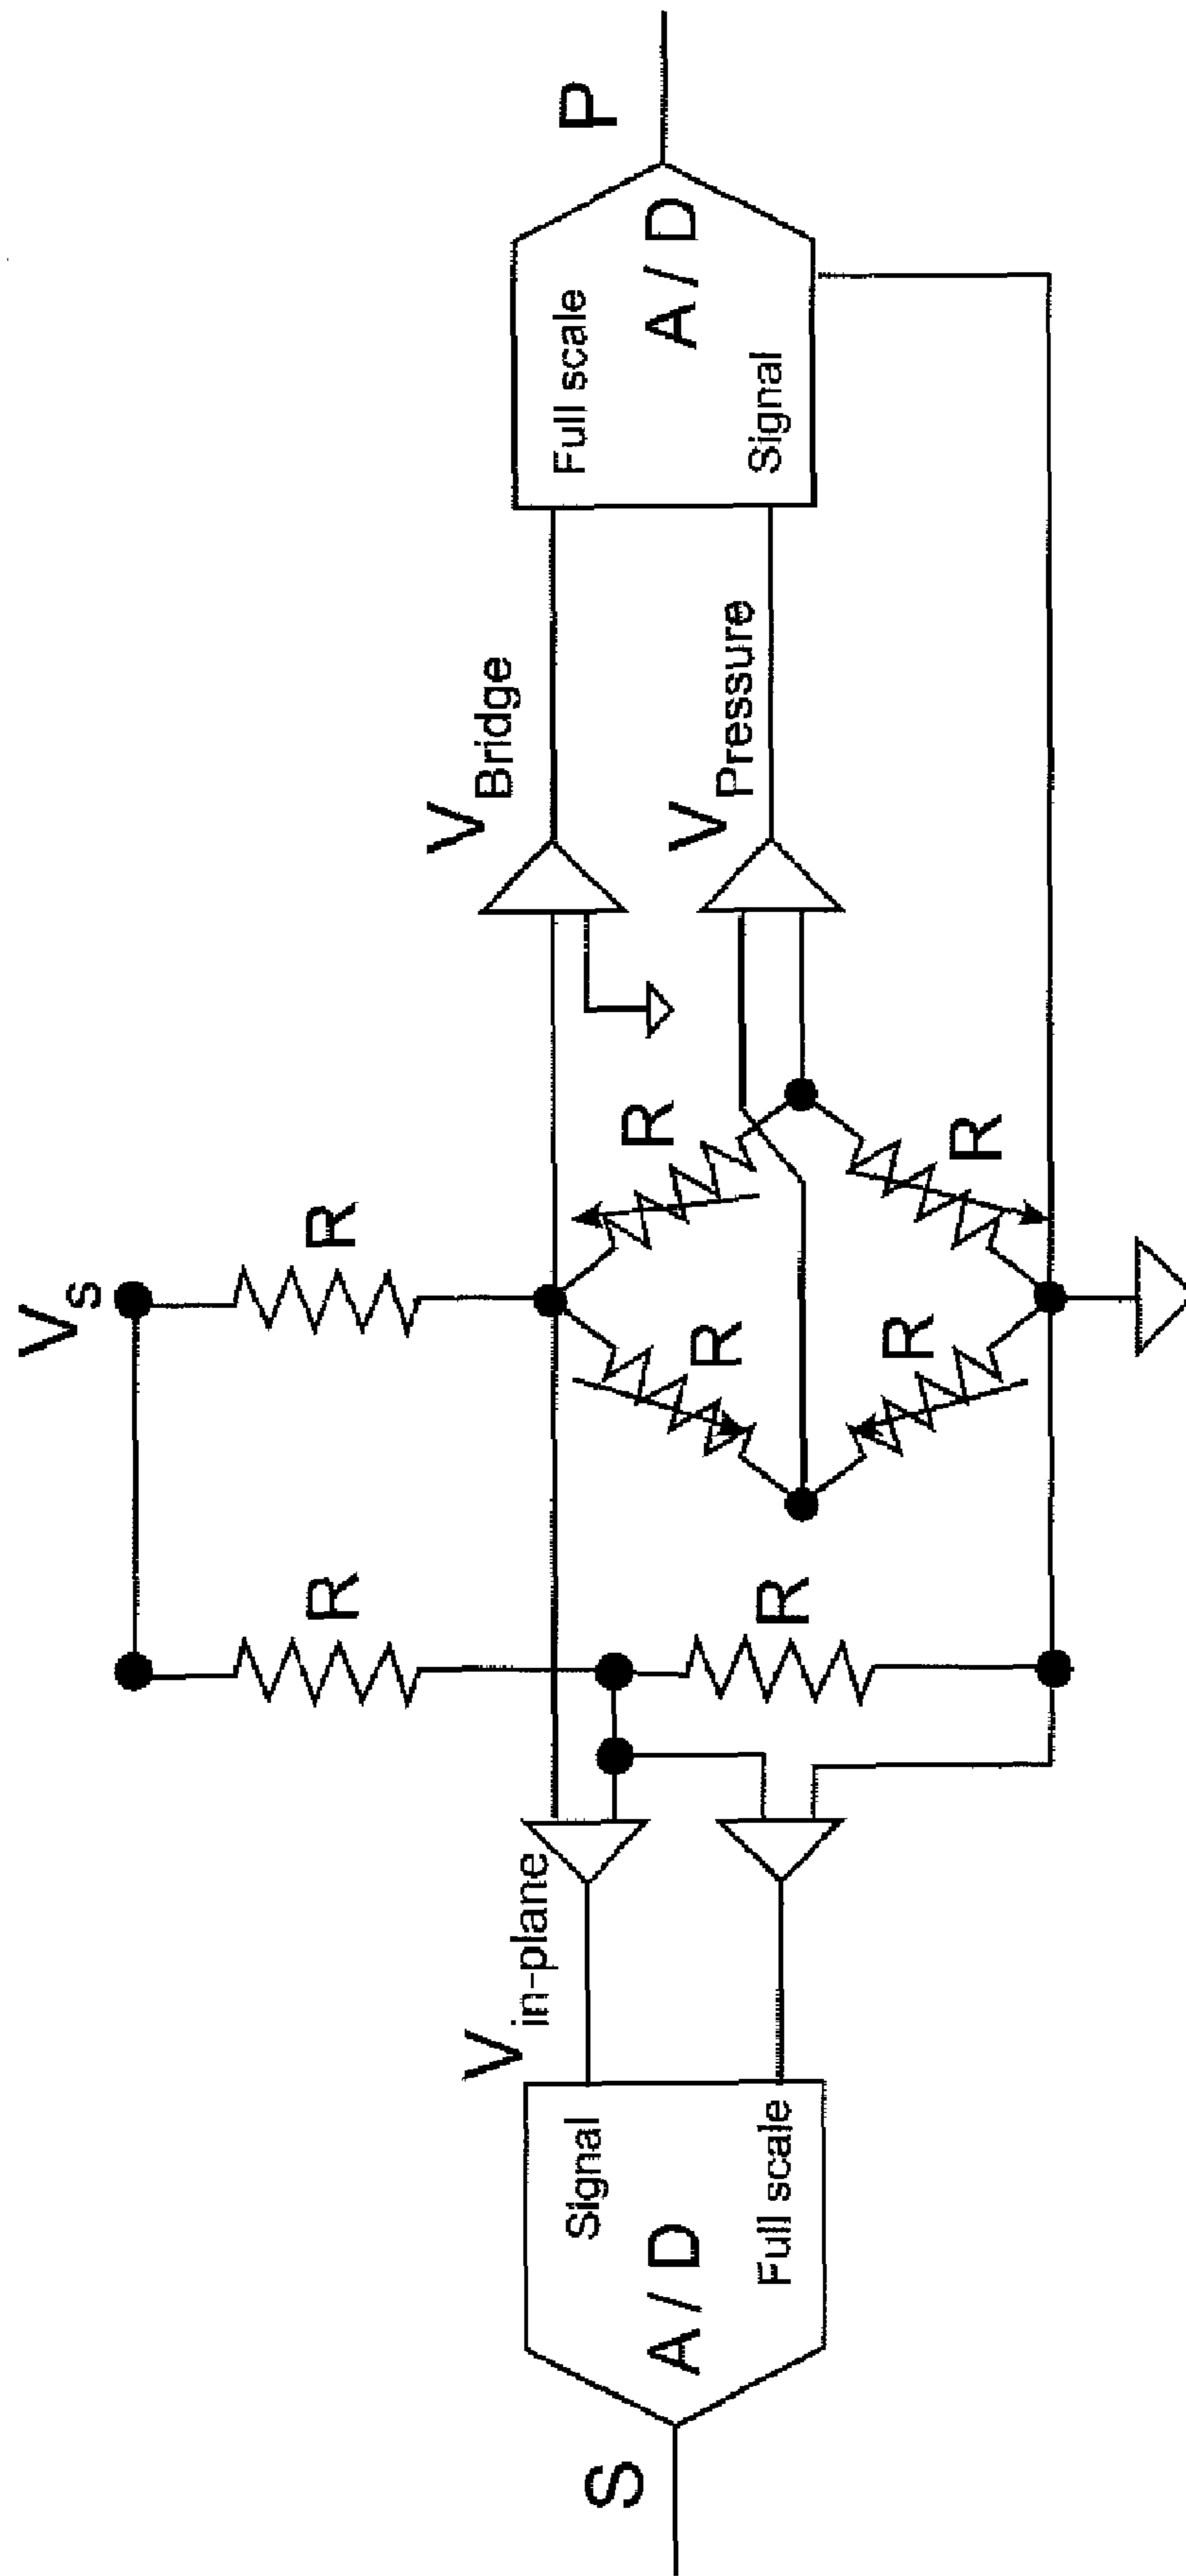 V_s
R
R
S
A / D
Signal
Full scale
V_in-plane
R
R
R
R
R
V_Bridge
V_Pressure
Full scale
Signal
A / D
P